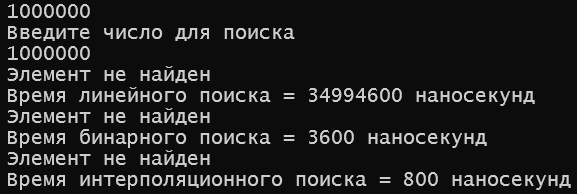 1000000
Введите число для поиска
1000000
Элемент не найден
Время линейного поиска = 34994600 наносекунд
Элемент не найден
Время бинарного поиска = 3600 наносекунд
Элемент не найден
Время интерполяционного поиска = 800 наносекунд